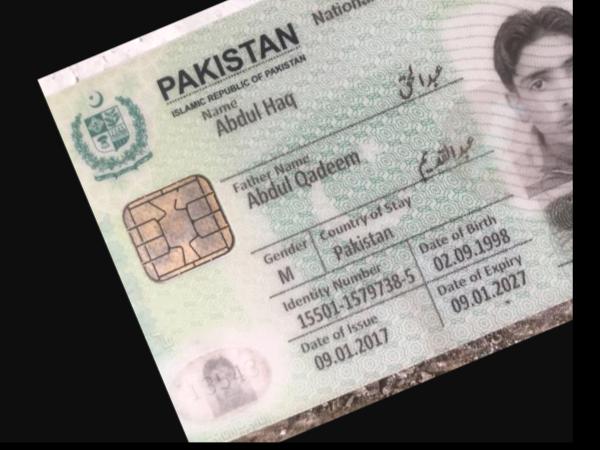 PAKISTAN
National
ISLAMIC REPUBLIC OF PAKISTAN
Name
Abdul Haq
عبدالحق
Father Name
Abdul Qadeem
عبدالقدیم
Gender
Country of Stay
M
Pakistan
Identity Number
Date of Birth
15501-1579738-5
02.09.1998
Date of Issue
Date of Expiry
09.01.2017
09.01.2027